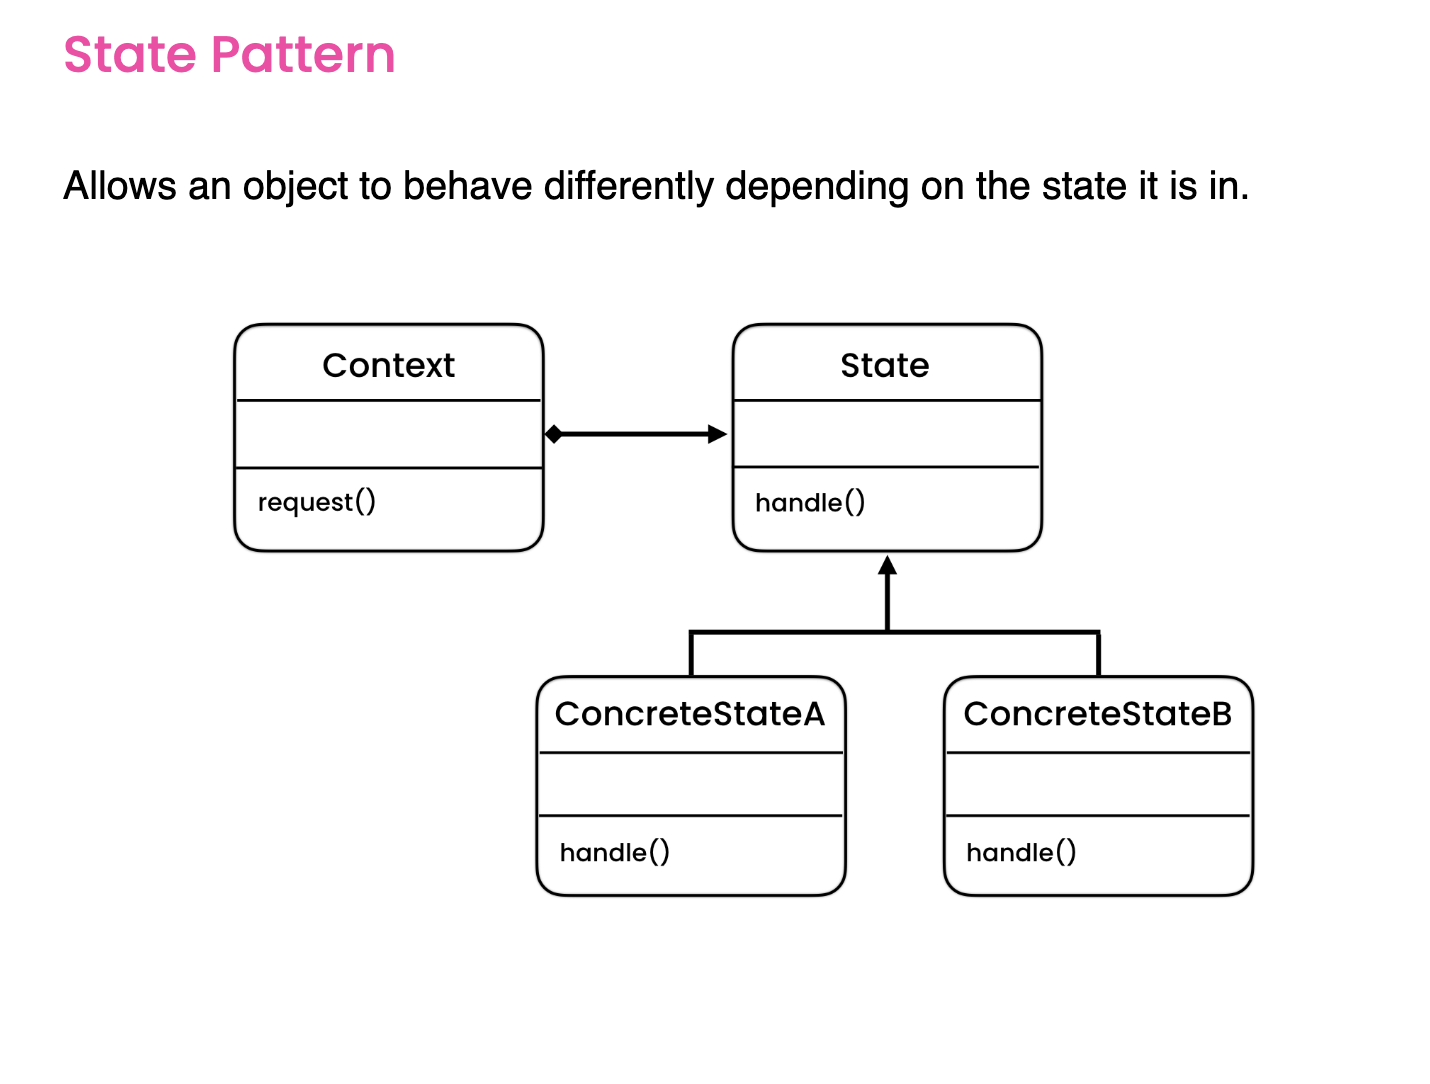 State Pattern
Allows an object to behave differently depending on the state it is in.
Context
request()
State
handle()
ConcreteStateA
handle()
ConcreteStateB
handle()